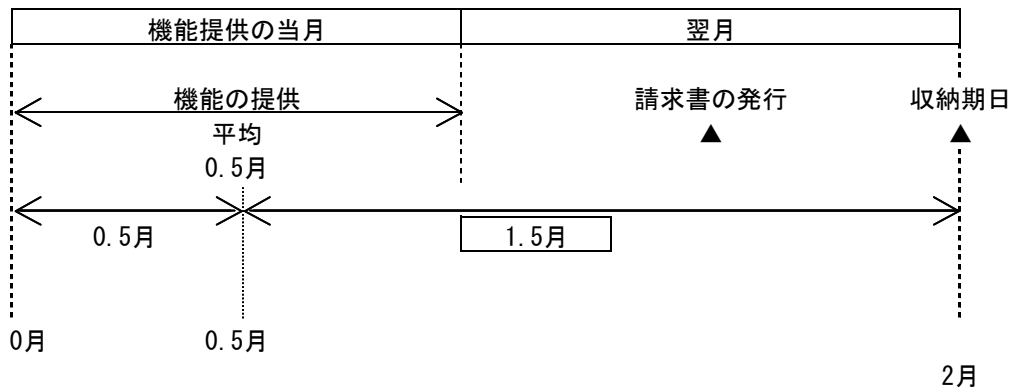 機能提供の当月 翌月
機能の提供 請求書の発行 収納期日
平均 ▲ ▲
0.5月
0.5月 1.5月
0月 0.5月
2月